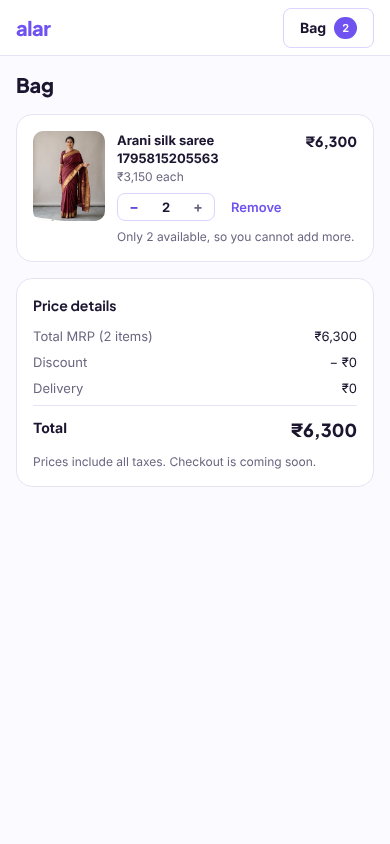 alar
Bag 2
Bag
Arani silk saree
1795815205563
₹6,300
₹3,150 each
− 2 +
Remove
Only 2 available, so you cannot add more.
Price details
Total MRP (2 items) ₹6,300
Discount − ₹0
Delivery ₹0
Total ₹6,300
Prices include all taxes. Checkout is coming soon.